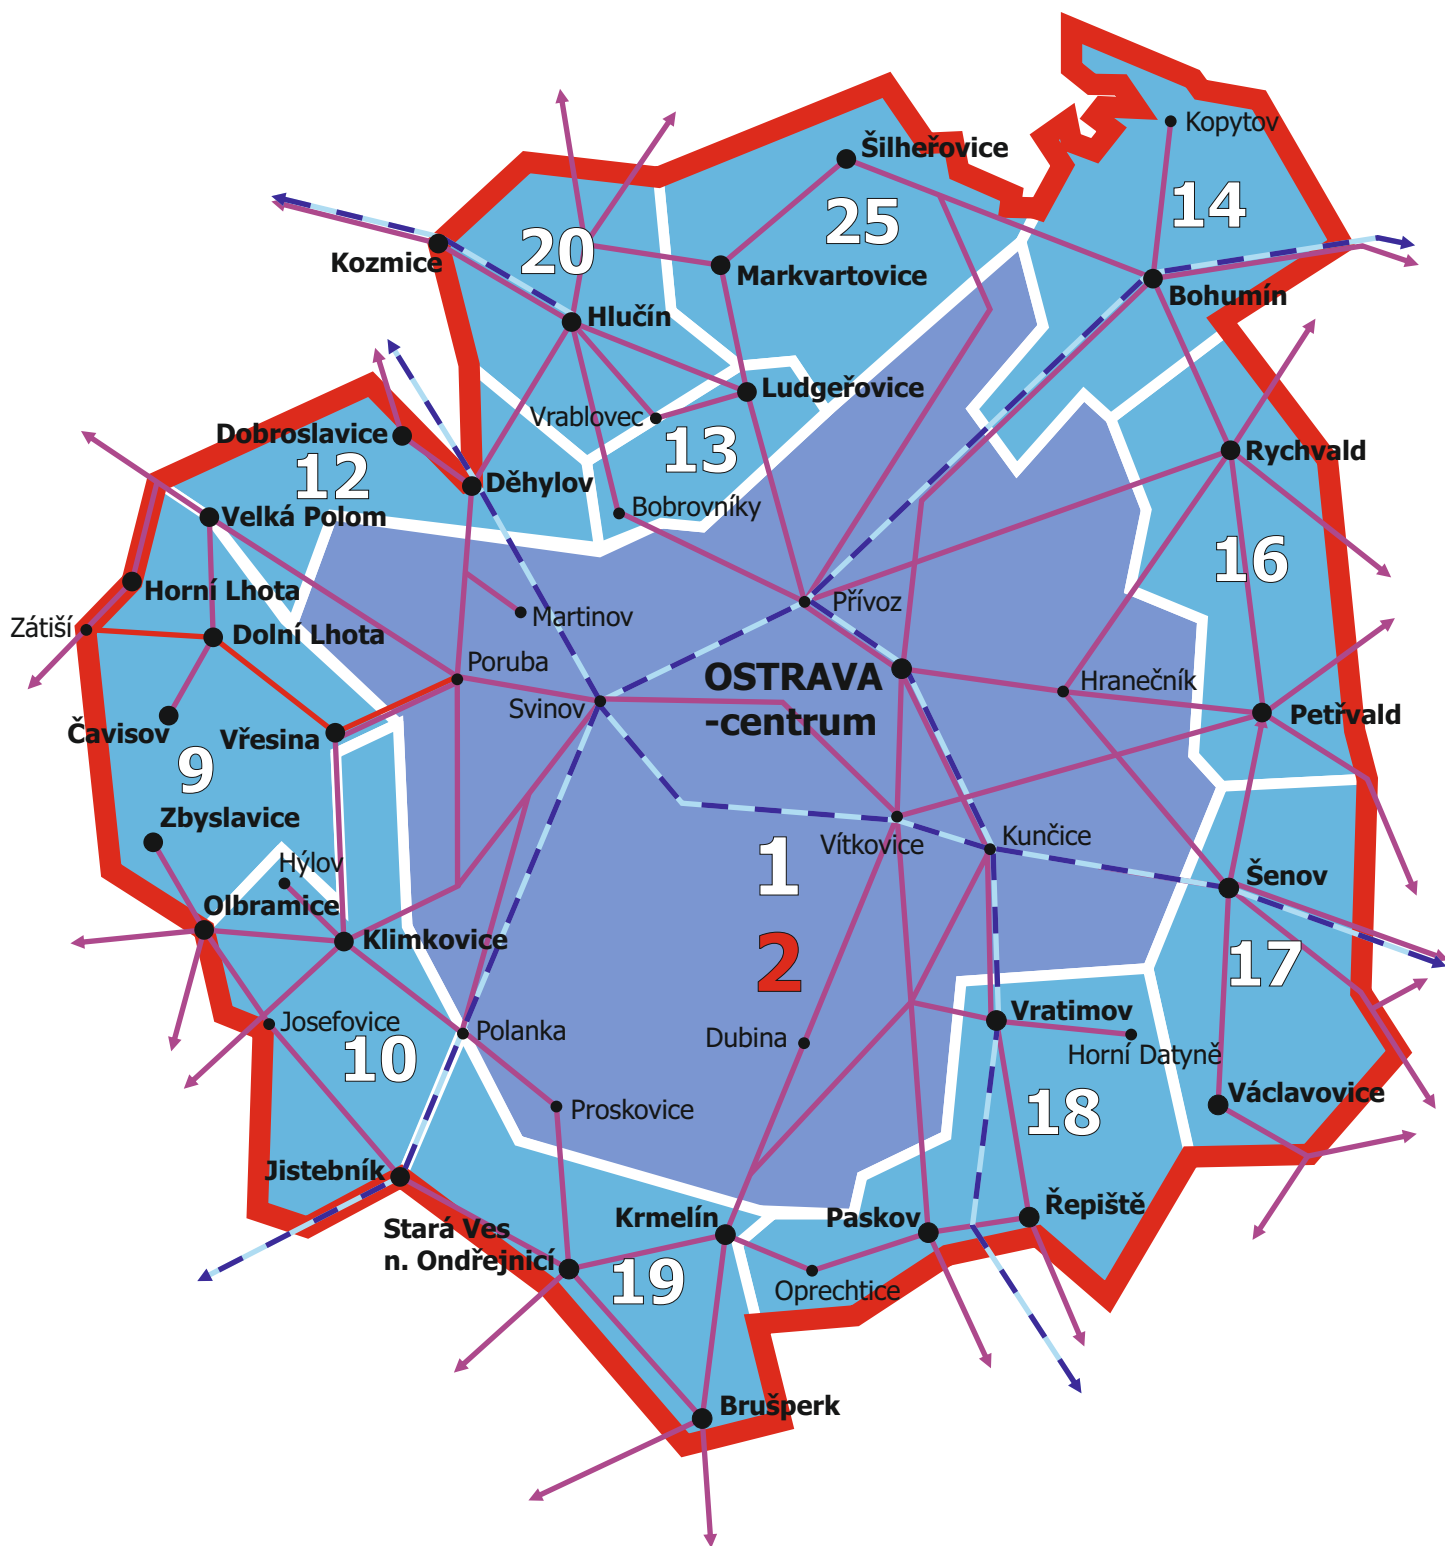 Kopytov
Šilheřovice
14
25
20
Kozmice
Markvartovice
Bohumín
Hlučín
Ludgeřovice
Vrablovec
Dobroslavice
13
Rychvald
12
Děhylov
Velká Polom
Bobrovníky
16
Horní Lhota
Přívoz
Martinov
Zátiší
Dolní Lhota
Poruba
OSTRAVA
-centrum
Hranečník
Svinov
Petřvald
Čavisov
Vřesina
9
Zbyslavice
Vítkovice
Kunčice
1
Hýlov
Šenov
Olbramice
Klimkovice
2
17
Josefovice
Polanka
Vratimov
Dubina
Horní Datyně
10
Václavovice
Proskovice
18
Jistebník
Řepiště
Krmelín
Paskov
Stará Ves
n. Ondřejnicí
19
Oprechtice
Brušperk